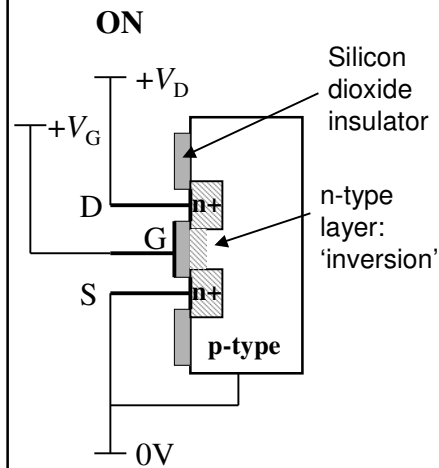 ON
+V_D
Silicon
dioxide
insulator
+V_G
D
n+
n-type
layer:
'inversion'
G
S
n+
p-type
0V